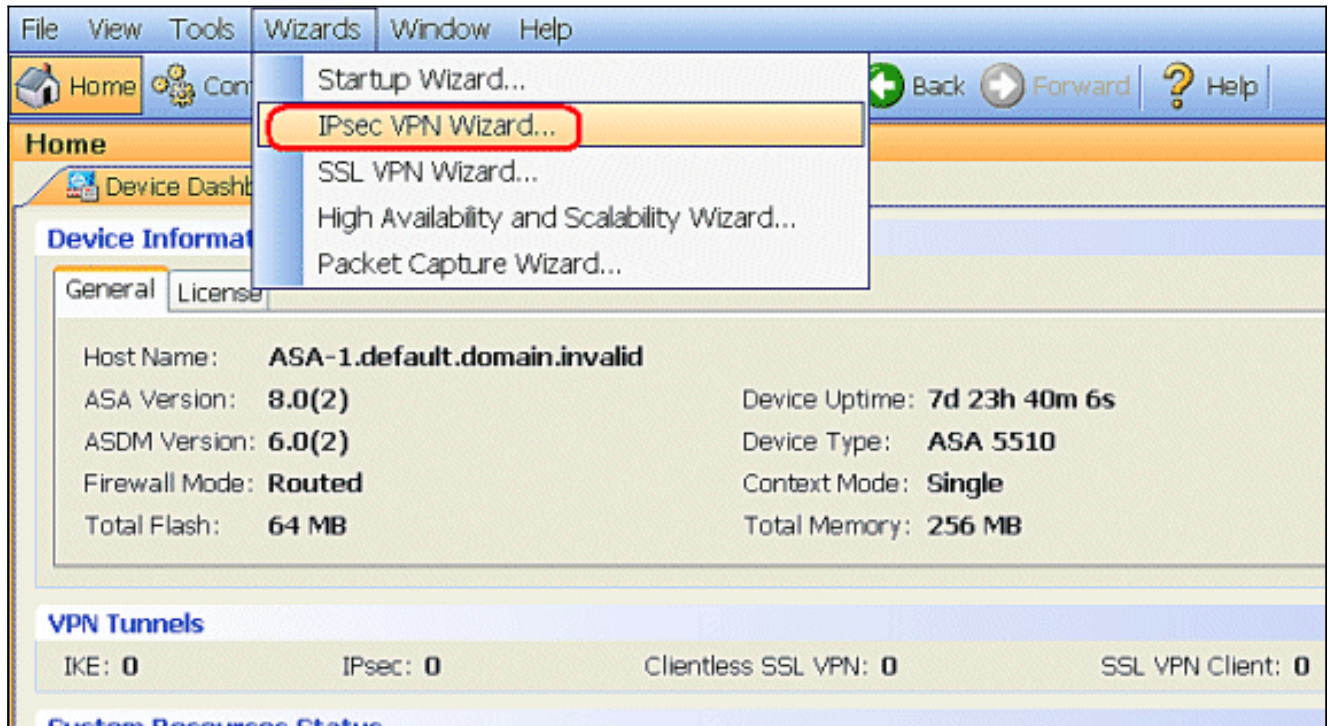 File View Tools Wizards Window Help
Home Con Back Forward Help
Startup Wizard...
IPsec VPN Wizard...
SSL VPN Wizard...
High Availability and Scalability Wizard...
Packet Capture Wizard...
Home
Device Dashb
Device Informat
General License
Host Name: ASA-1.default.domain.invalid
ASA Version: 8.0(2) Device Uptime: 7d 23h 40m 6s
ASDM Version: 6.0(2) Device Type: ASA 5510
Firewall Mode: Routed Context Mode: Single
Total Flash: 64 MB Total Memory: 256 MB
VPN Tunnels
IKE: 0 IPsec: 0 Clientless SSL VPN: 0 SSL VPN Client: 0
System Resources Status